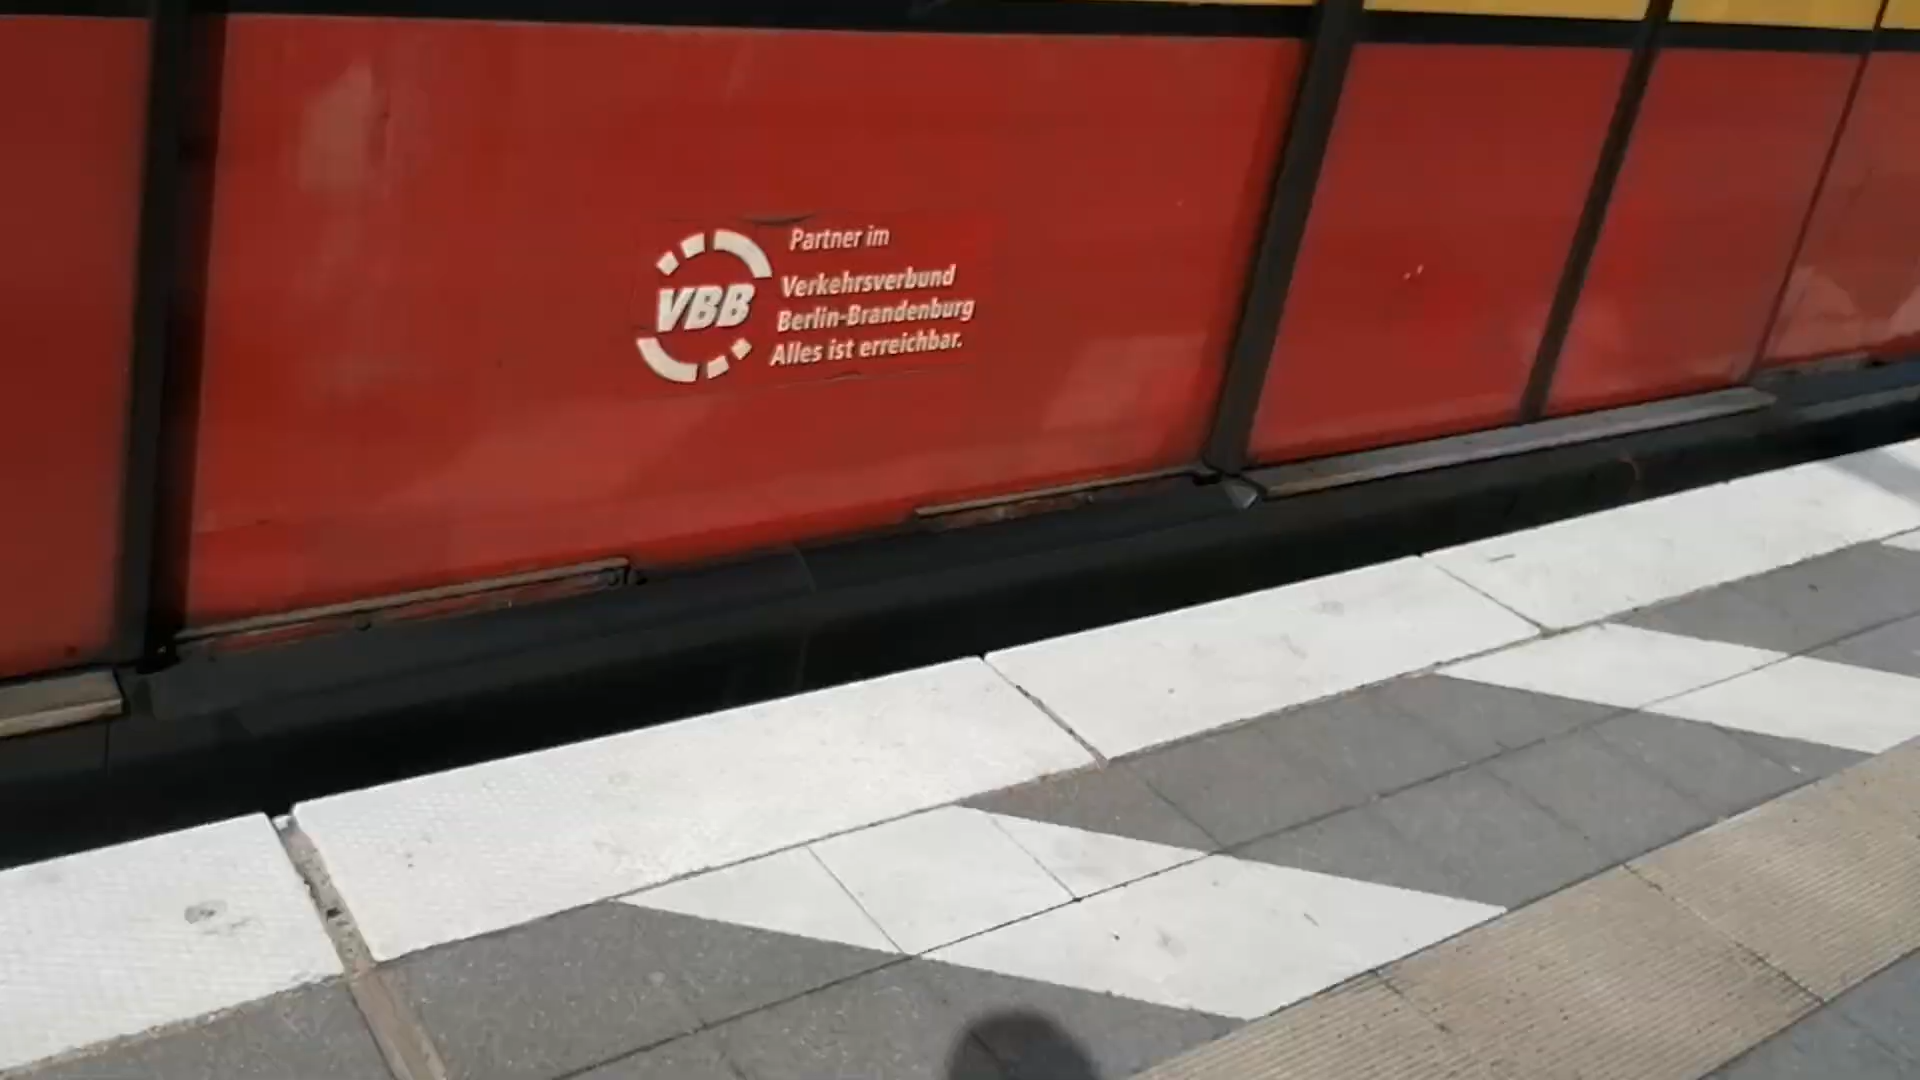 VBB
Partner im
Verkehrsverbund
Berlin-Brandenburg
Alles ist erreichbar.